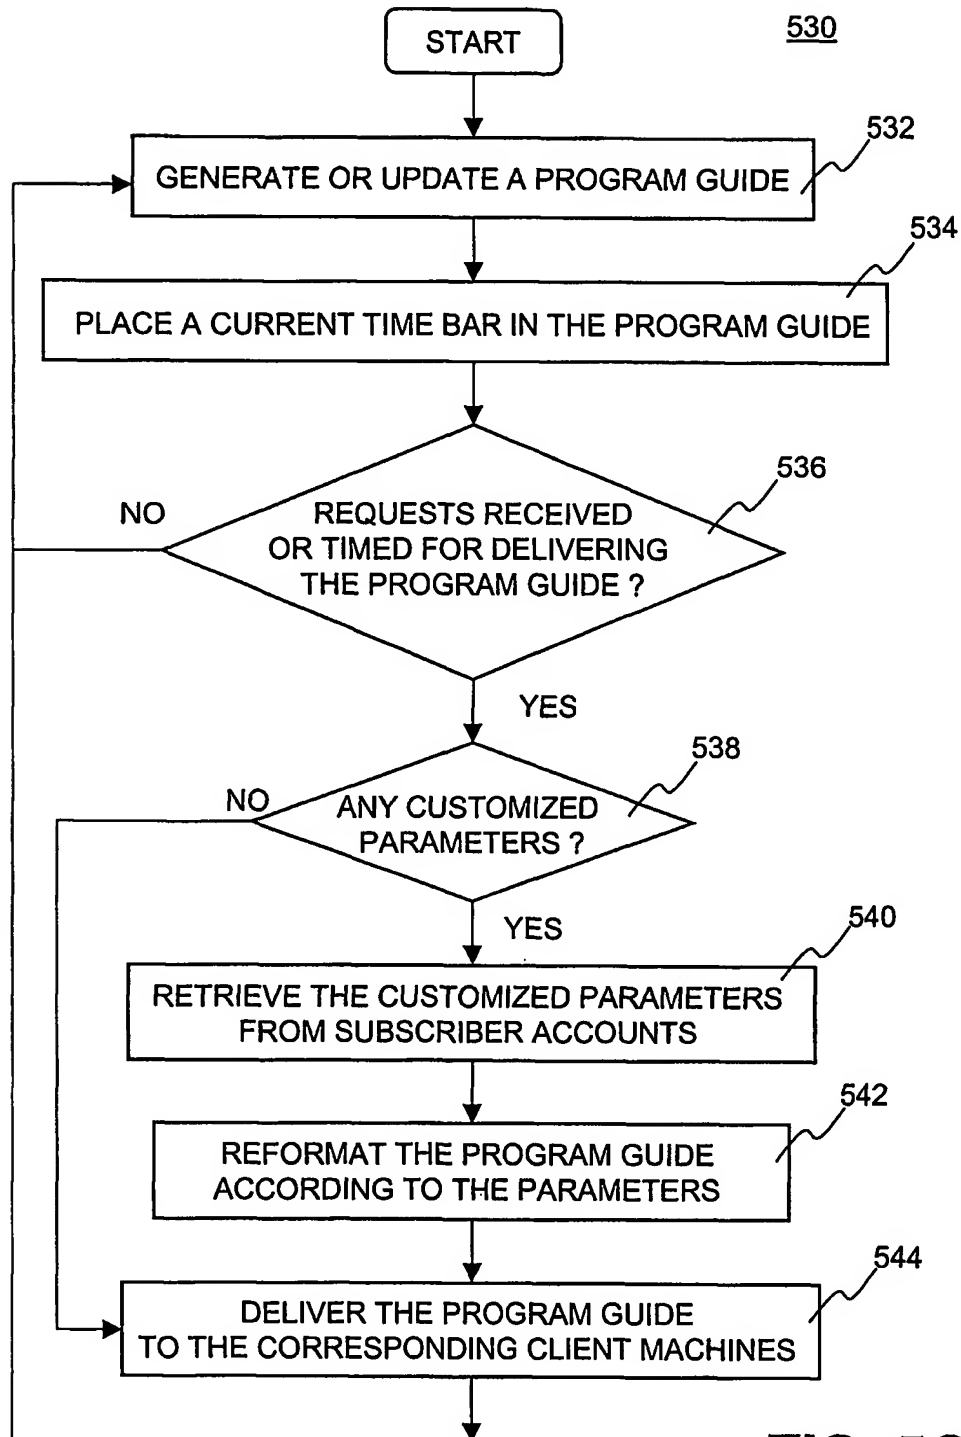 START
530
532
GENERATE OR UPDATE A PROGRAM GUIDE
534
PLACE A CURRENT TIME BAR IN THE PROGRAM GUIDE
536
NO
REQUESTS RECEIVED
OR TIMED FOR DELIVERING
THE PROGRAM GUIDE ?
YES
538
NO
ANY CUSTOMIZED
PARAMETERS ?
YES
540
RETRIEVE THE CUSTOMIZED PARAMETERS
FROM SUBSCRIBER ACCOUNTS
542
REFORMAT THE PROGRAM GUIDE
ACCORDING TO THE PARAMETERS
544
DELIVER THE PROGRAM GUIDE
TO THE CORRESPONDING CLIENT MACHINES